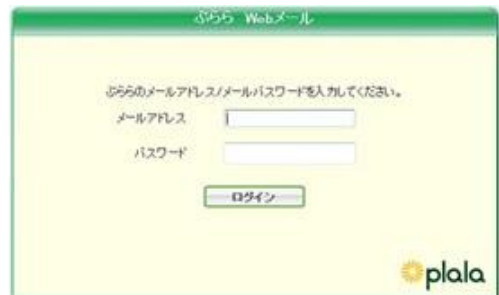 ぷらら Webメール
ぷららのメールアドレス/メールパスワードを入力してください。
メールアドレス
パスワード
ログイン
plala